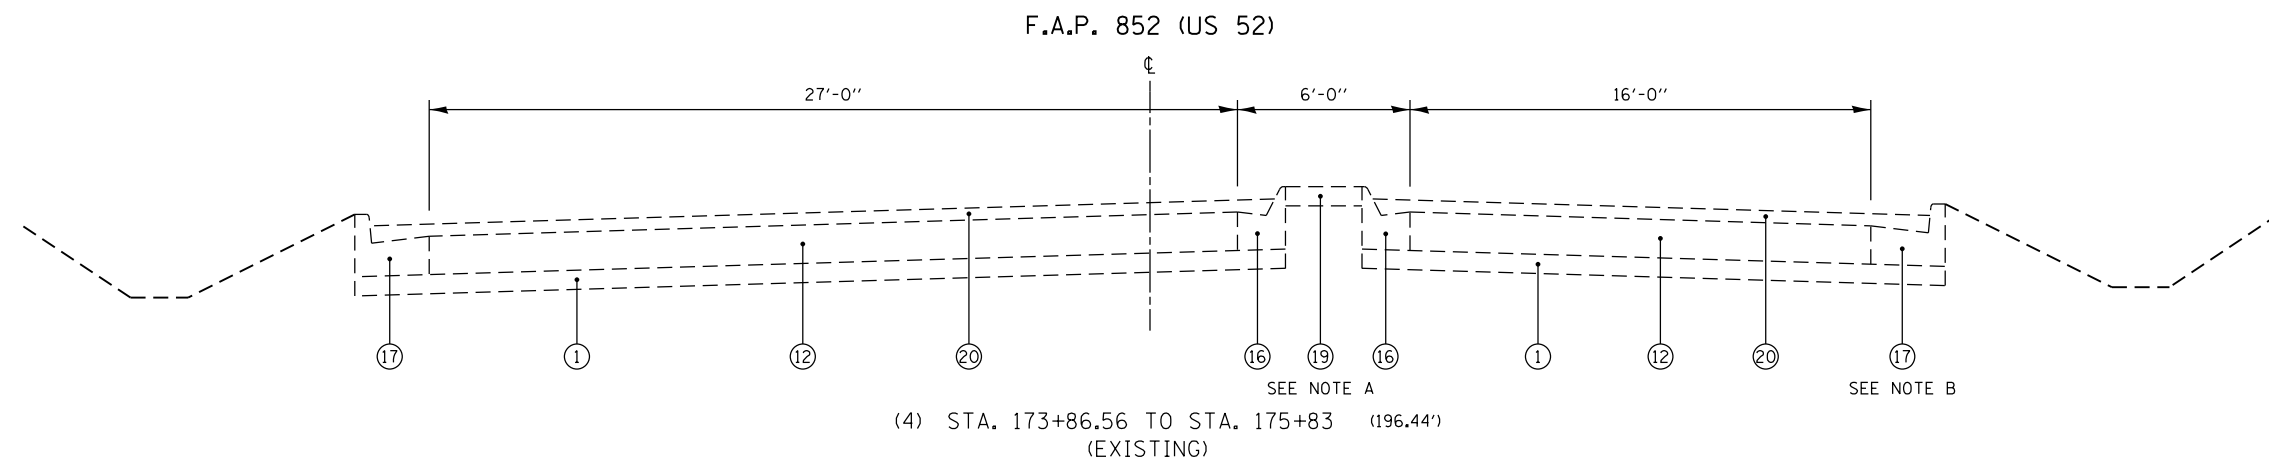 F.A.P. 852 (US 52)
℄
27'-0" 6'-0" 16'-0"
17 1 12 20 16 19 16 1 12 20 17
SEE NOTE A SEE NOTE B
(4) STA. 173+86.56 TO STA. 175+83 (196.44')
(EXISTING)